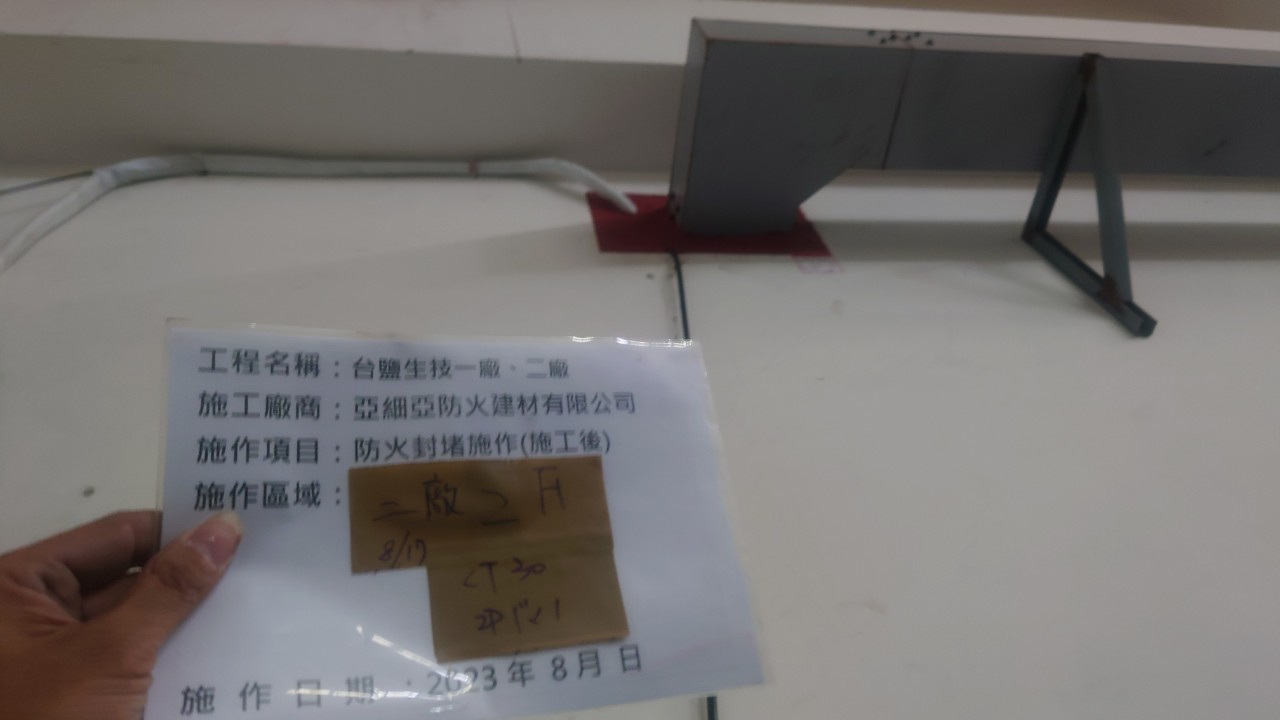 工程名稱：台鹽生技一廠、二廠
施工廠商：亞細亞防火建材有限公司
施作項目：防火封堵施作(施工後)
施作區域：
二廠 2F
8/17
CT30
施作日期：2023年 8月 日